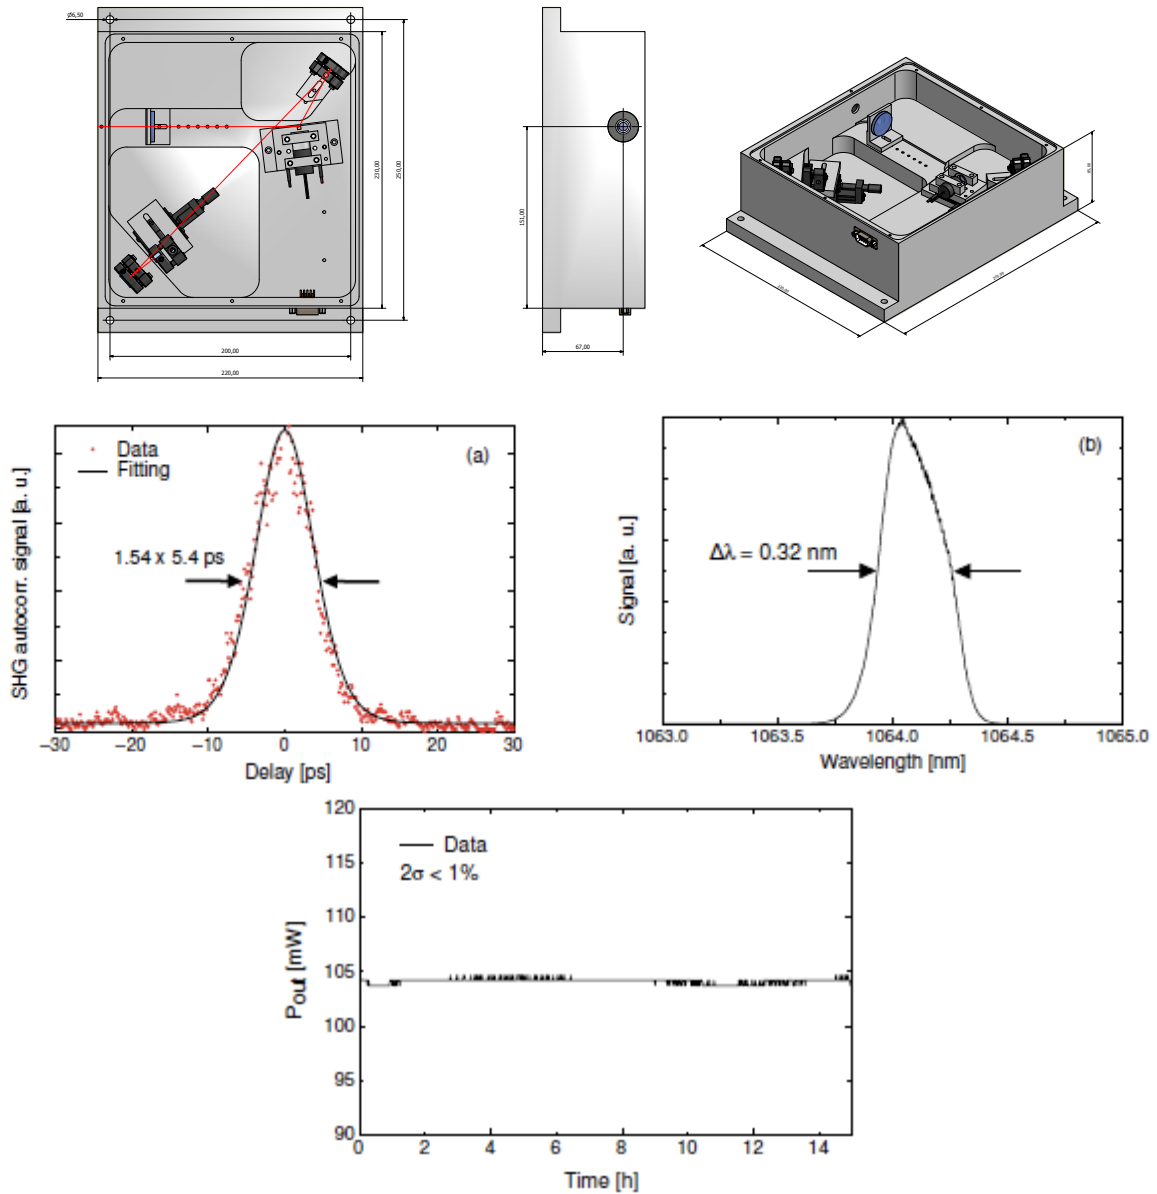 Ø6,50
230,00
250,00
200,00
220,00
151,00
67,00
Data
Fitting
(a)
1.54 x 5.4 ps
SHG autocorr. signal [a. u.]
−30 −20 −10 0 10 20 30
Delay [ps]
(b)
Δλ = 0.32 nm
Signal [a. u.]
1063.0 1063.5 1064.0 1064.5 1065.0
Wavelength [nm]
120
115
110
105
100
95
90
Data
2σ < 1%
Pout [mW]
0 2 4 6 8 10 12 14
Time [h]